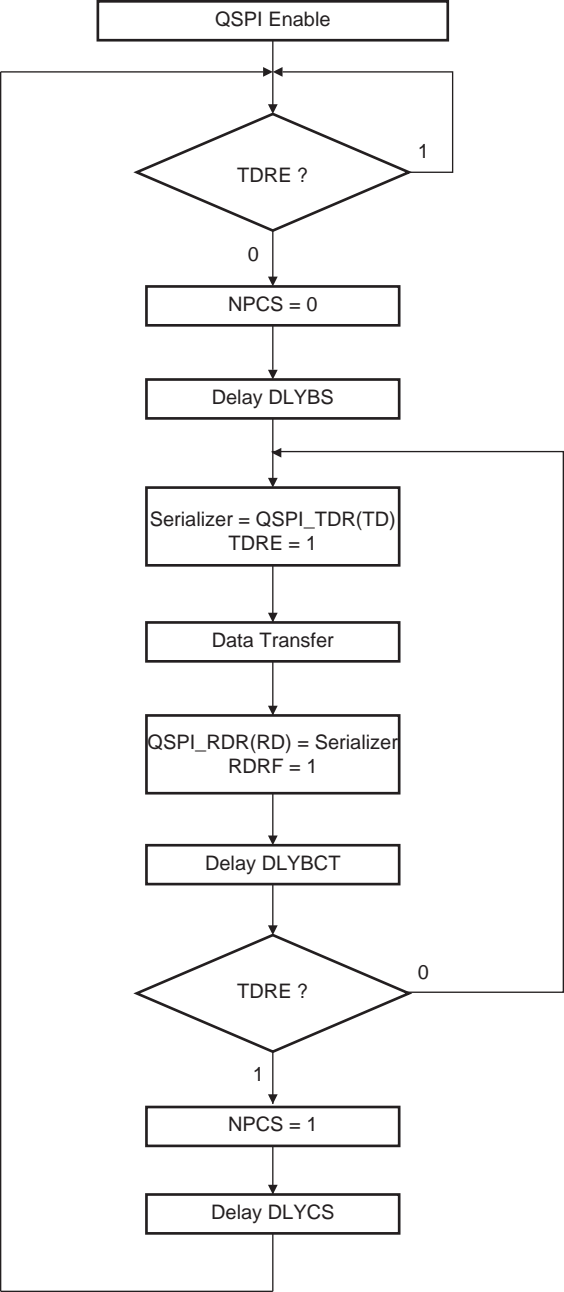 QSPI Enable
TDRE ?
1
0
NPCS = 0
Delay DLYBS
Serializer = QSPI_TDR(TD)
TDRE = 1
Data Transfer
QSPI_RDR(RD) = Serializer
RDRF = 1
Delay DLYBCT
TDRE ?
0
1
NPCS = 1
Delay DLYCS